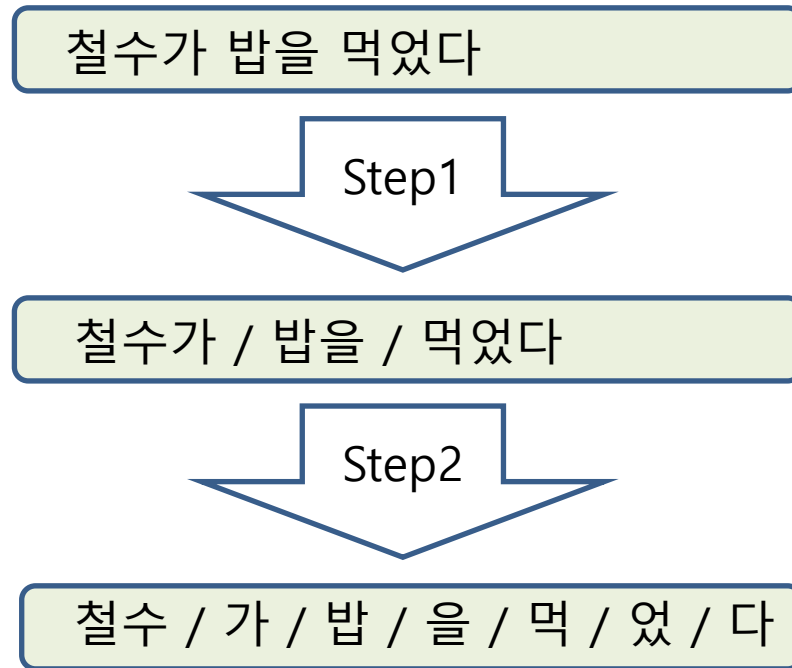 철수가 밥을 먹었다
Step1
철수가 / 밥을 / 먹었다
Step2
철수 / 가 / 밥 / 을 / 먹 / 었 / 다